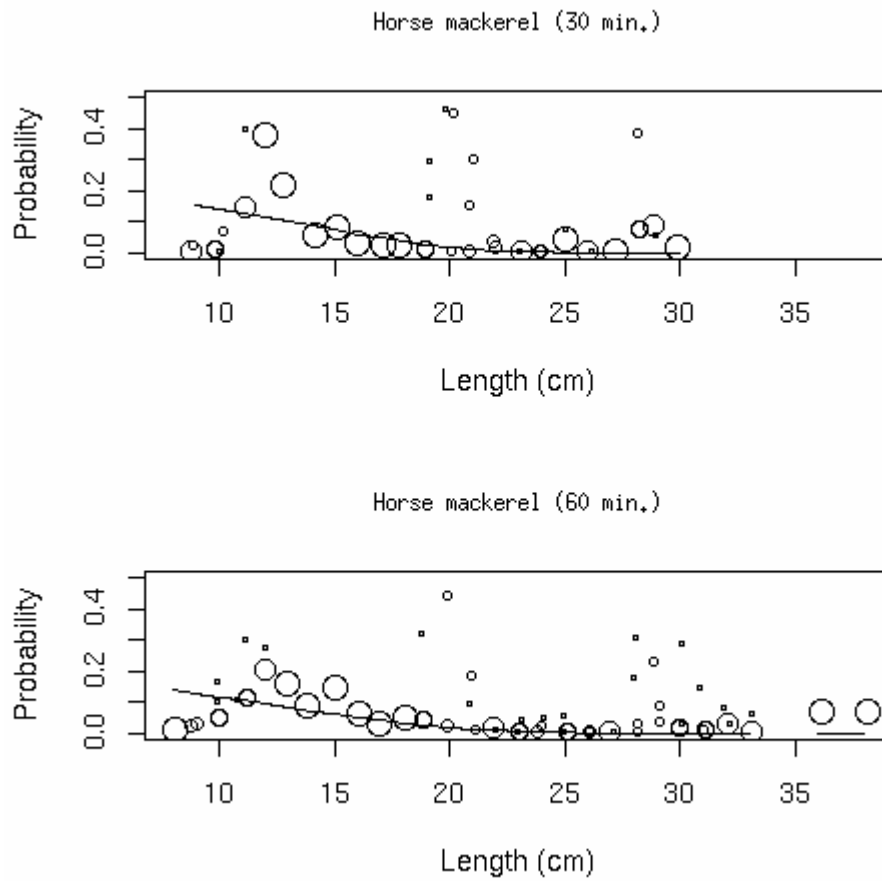 Horse mackerel (30 min.)
Probability
0.4
0.2
0.0
10 15 20 25 30 35
Length (cm)
Horse mackerel (60 min.)
Probability
0.4
0.2
0.0
10 15 20 25 30 35
Length (cm)